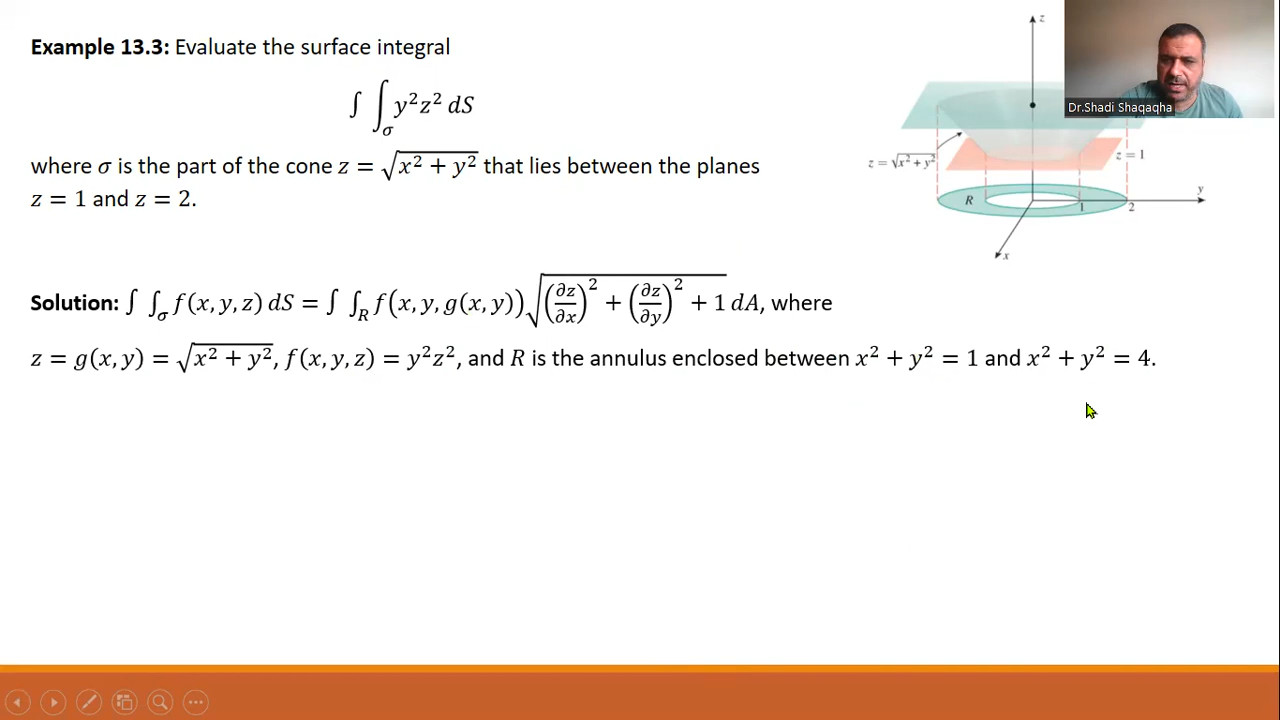 Example 13.3: Evaluate the surface integral
∫ ∫_σ y²z² dS
where σ is the part of the cone z = √(x² + y²) that lies between the planes
z = 1 and z = 2.
Solution: ∫ ∫_σ f(x, y, z) dS = ∫ ∫_R f(x, y, g(x, y)) √((∂z/∂x)² + (∂z/∂y)² + 1) dA, where
z = g(x, y) = √(x² + y²), f(x, y, z) = y²z², and R is the annulus enclosed between x² + y² = 1 and x² + y² = 4.
z
Dr.Shadi Shaqaqha
z = √(x² + y²)
z = 1
y
R
1
2
x